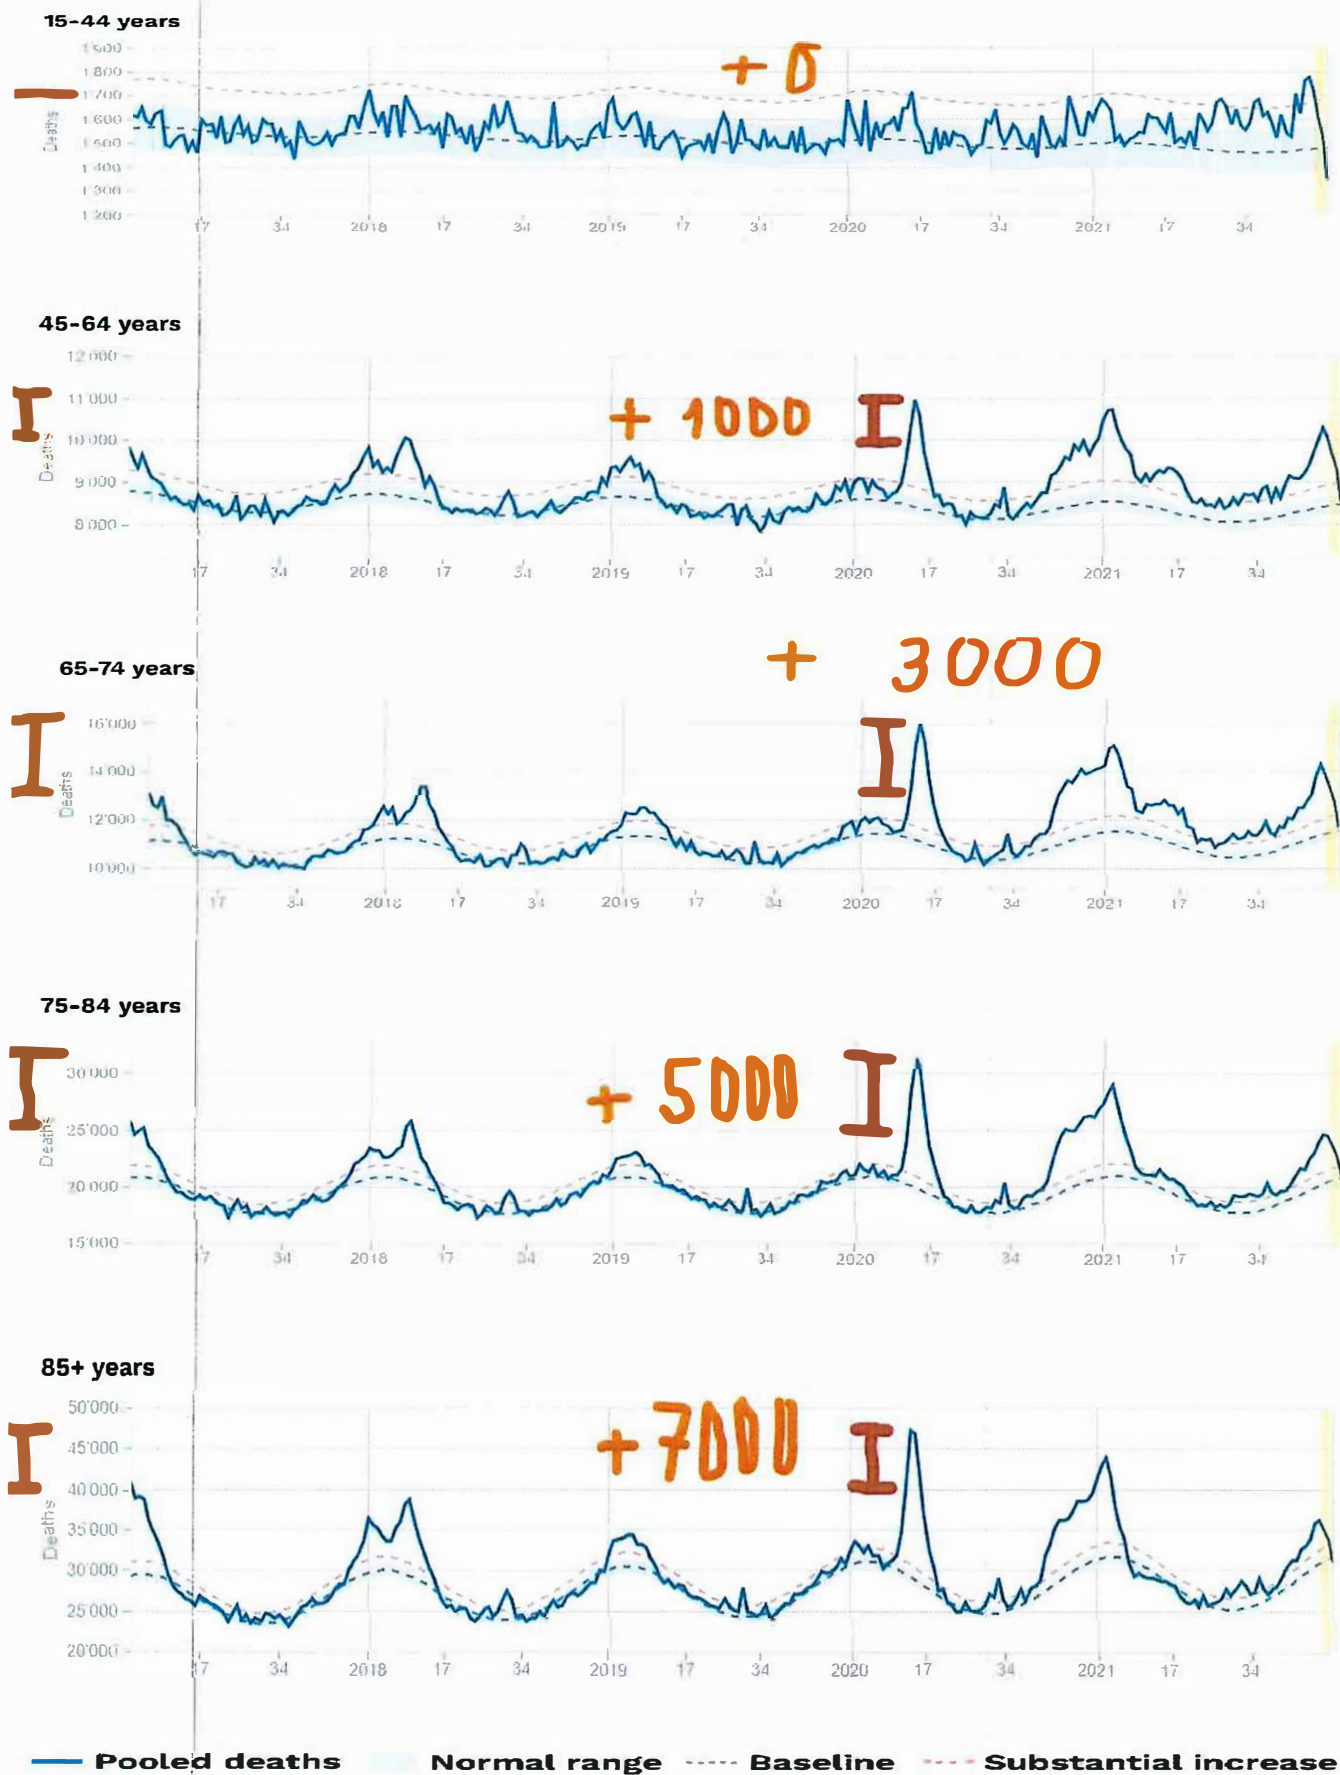 15-44 years
1 900
+ 0
1 800
1 700
1 600
Deaths
1 500
1 400
1 300
1 200
17 34 2018 17 34 2019 17 34 2020 17 34 2021 17 34
45-64 years
12 000
11 000
+ 1000
10 000
Deaths
9 000
8 000
17 34 2018 17 34 2019 17 34 2020 17 34 2021 17 34
+ 3000
65-74 years
16'000
14 000
Deaths
12 000
10 000
17 34 2018 17 34 2019 17 34 2020 17 34 2021 17 34
75-84 years
30 000
+ 5000
25 000
Deaths
20 000
15'000
17 34 2018 17 34 2019 17 34 2020 17 34 2021 17 34
85+ years
50'000
+7000
45'000
40 000
35 000
Deaths
30 000
25'000
20'000
17 34 2018 17 34 2019 17 34 2020 17 34 2021 17 34
Pooled deaths Normal range Baseline Substantial increase